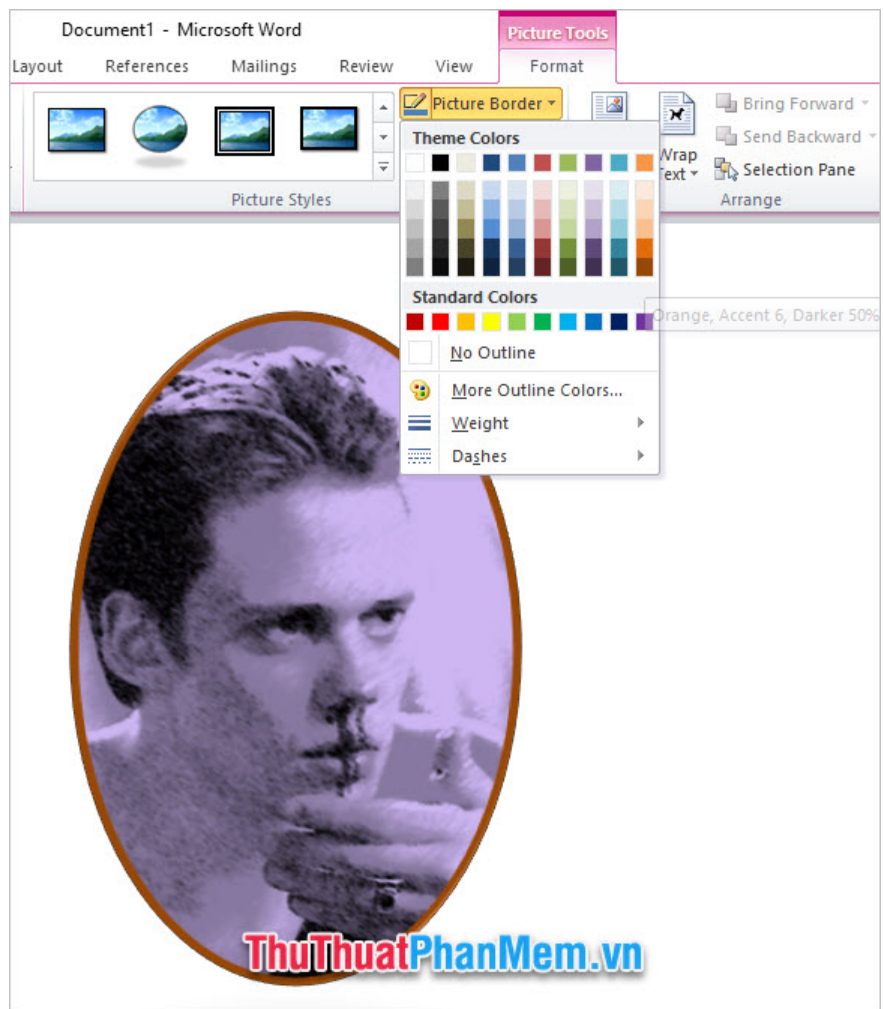 Document1 - Microsoft Word
Picture Tools
Layout References Mailings Review View Format
Picture Border
Bring Forward
Theme Colors
Send Backward
Wrap
Text
Selection Pane
Picture Styles
Arrange
Standard Colors
Orange, Accent 6, Darker 50%
No Outline
More Outline Colors...
Weight
Dashes
ThuThuatPhanMem.vn